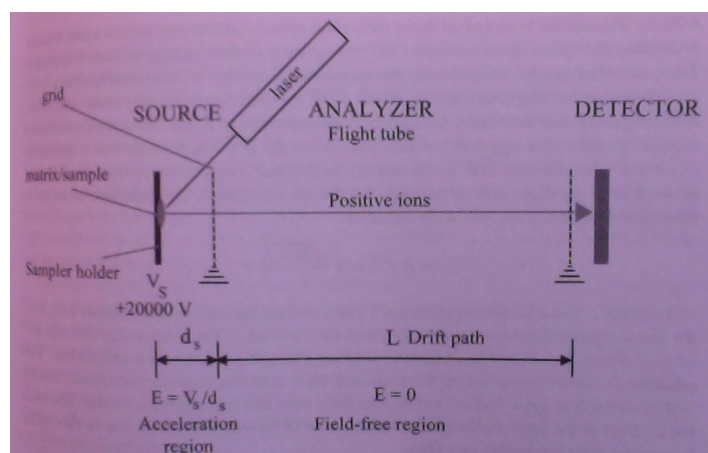 laser
grid
SOURCE
ANALYZER
DETECTOR
Flight tube
matrix/sample
Positive ions
Sampler holder
V_S
+20000 V
d_s
L Drift path
E = V_s/d_s
E = 0
Acceleration
region
Field-free region